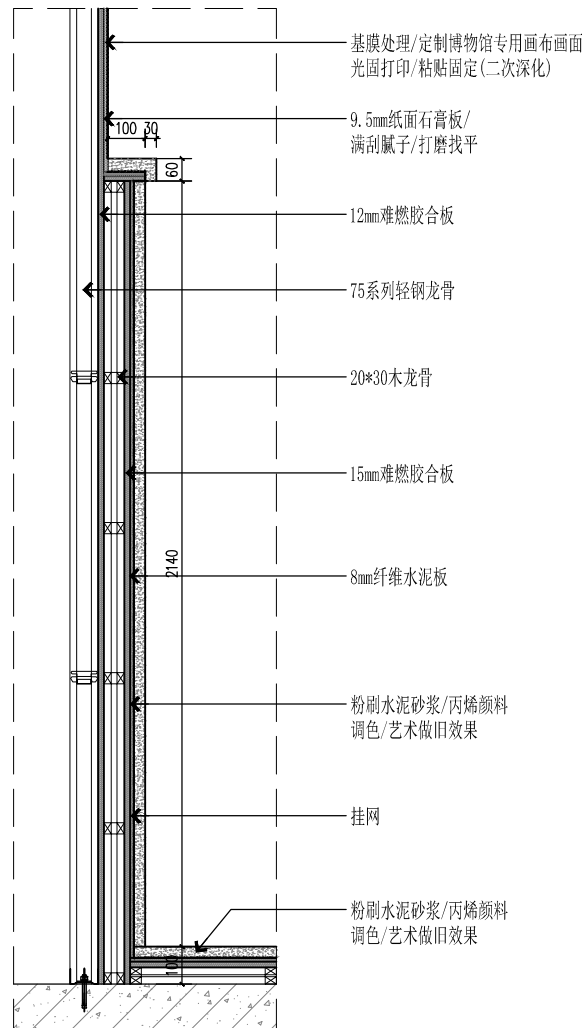 基膜处理/定制博物馆专用画布画面
光固打印/粘贴固定(二次深化)
9.5mm纸面石膏板/
满刮腻子/打磨找平
100 30
60
12mm难燃胶合板
75系列轻钢龙骨
20*30木龙骨
15mm难燃胶合板
2140
8mm纤维水泥板
粉刷水泥砂浆/丙烯颜料
调色/艺术做旧效果
挂网
粉刷水泥砂浆/丙烯颜料
调色/艺术做旧效果
100